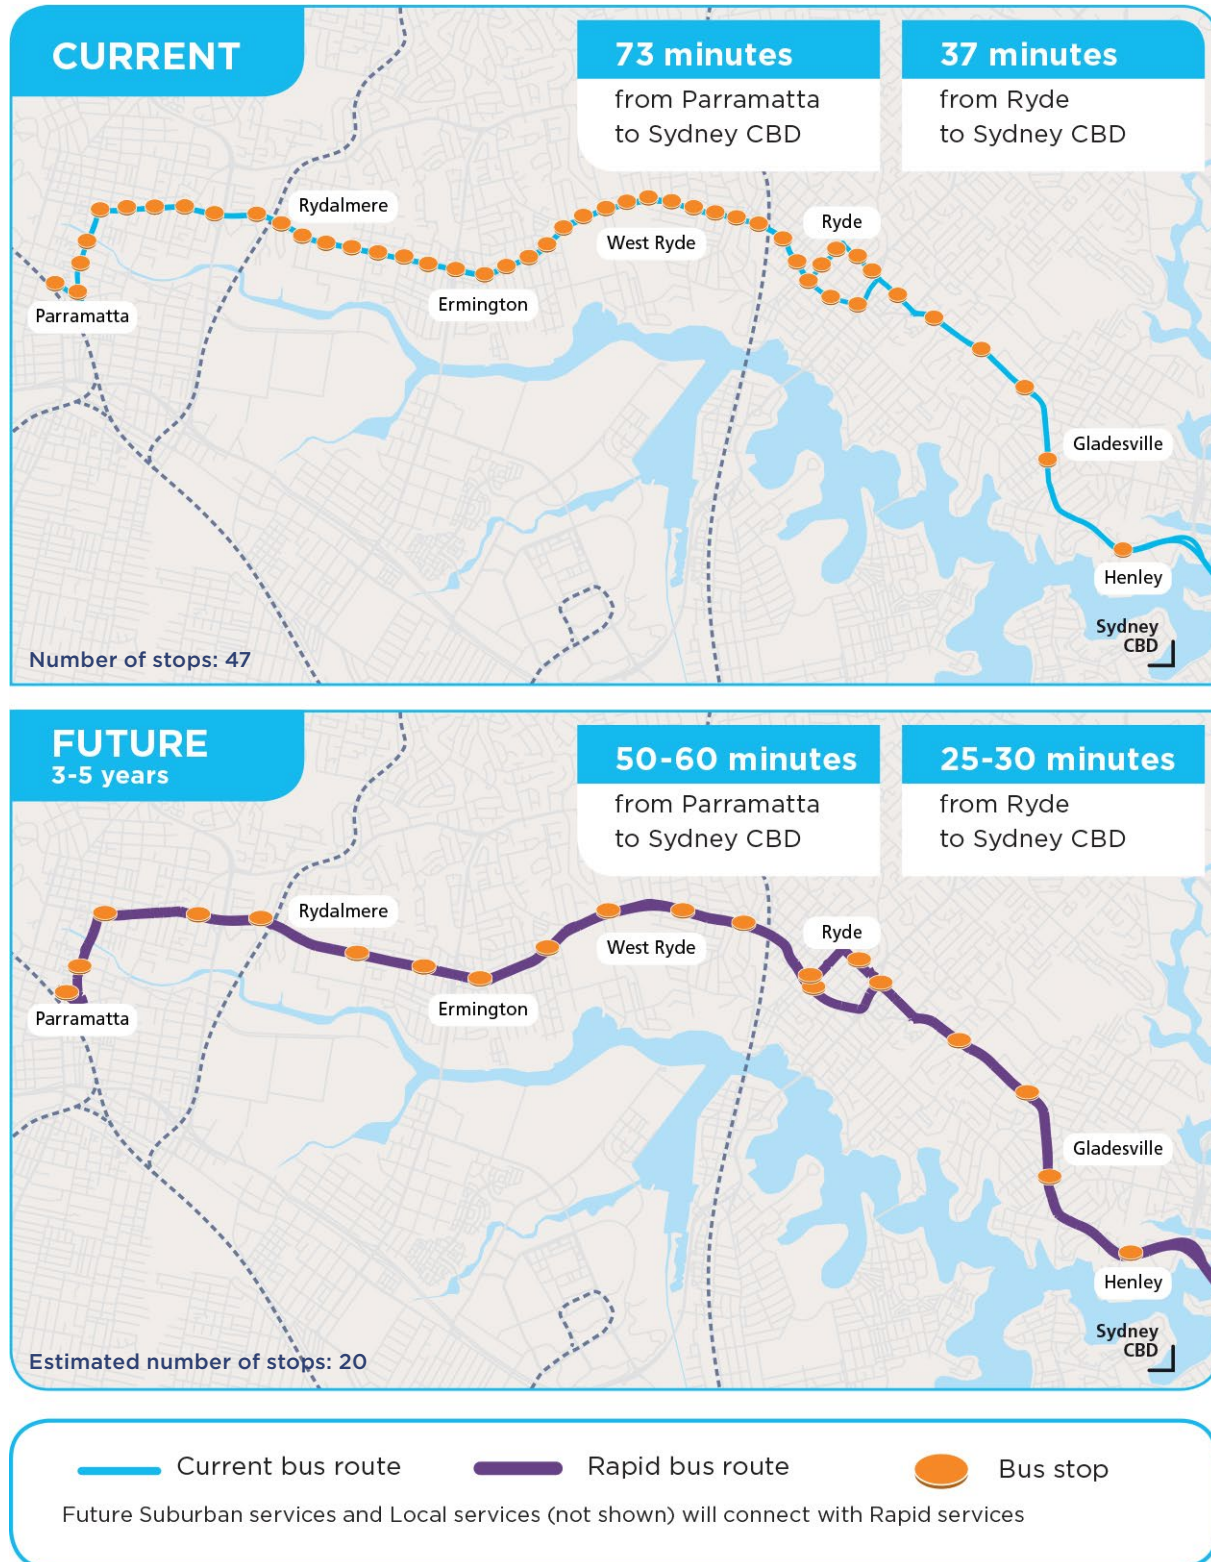 CURRENT
73 minutes
from Parramatta
to Sydney CBD
37 minutes
from Ryde
to Sydney CBD
Rydalmere
Ryde
West Ryde
Ermington
Parramatta
Gladesville
Henley
Sydney
CBD
Number of stops: 47
FUTURE
3-5 years
50-60 minutes
from Parramatta
to Sydney CBD
25-30 minutes
from Ryde
to Sydney CBD
Rydalmere
Ryde
West Ryde
Ermington
Parramatta
Gladesville
Henley
Sydney
CBD
Estimated number of stops: 20
Current bus route
Rapid bus route
Bus stop
Future Suburban services and Local services (not shown) will connect with Rapid services